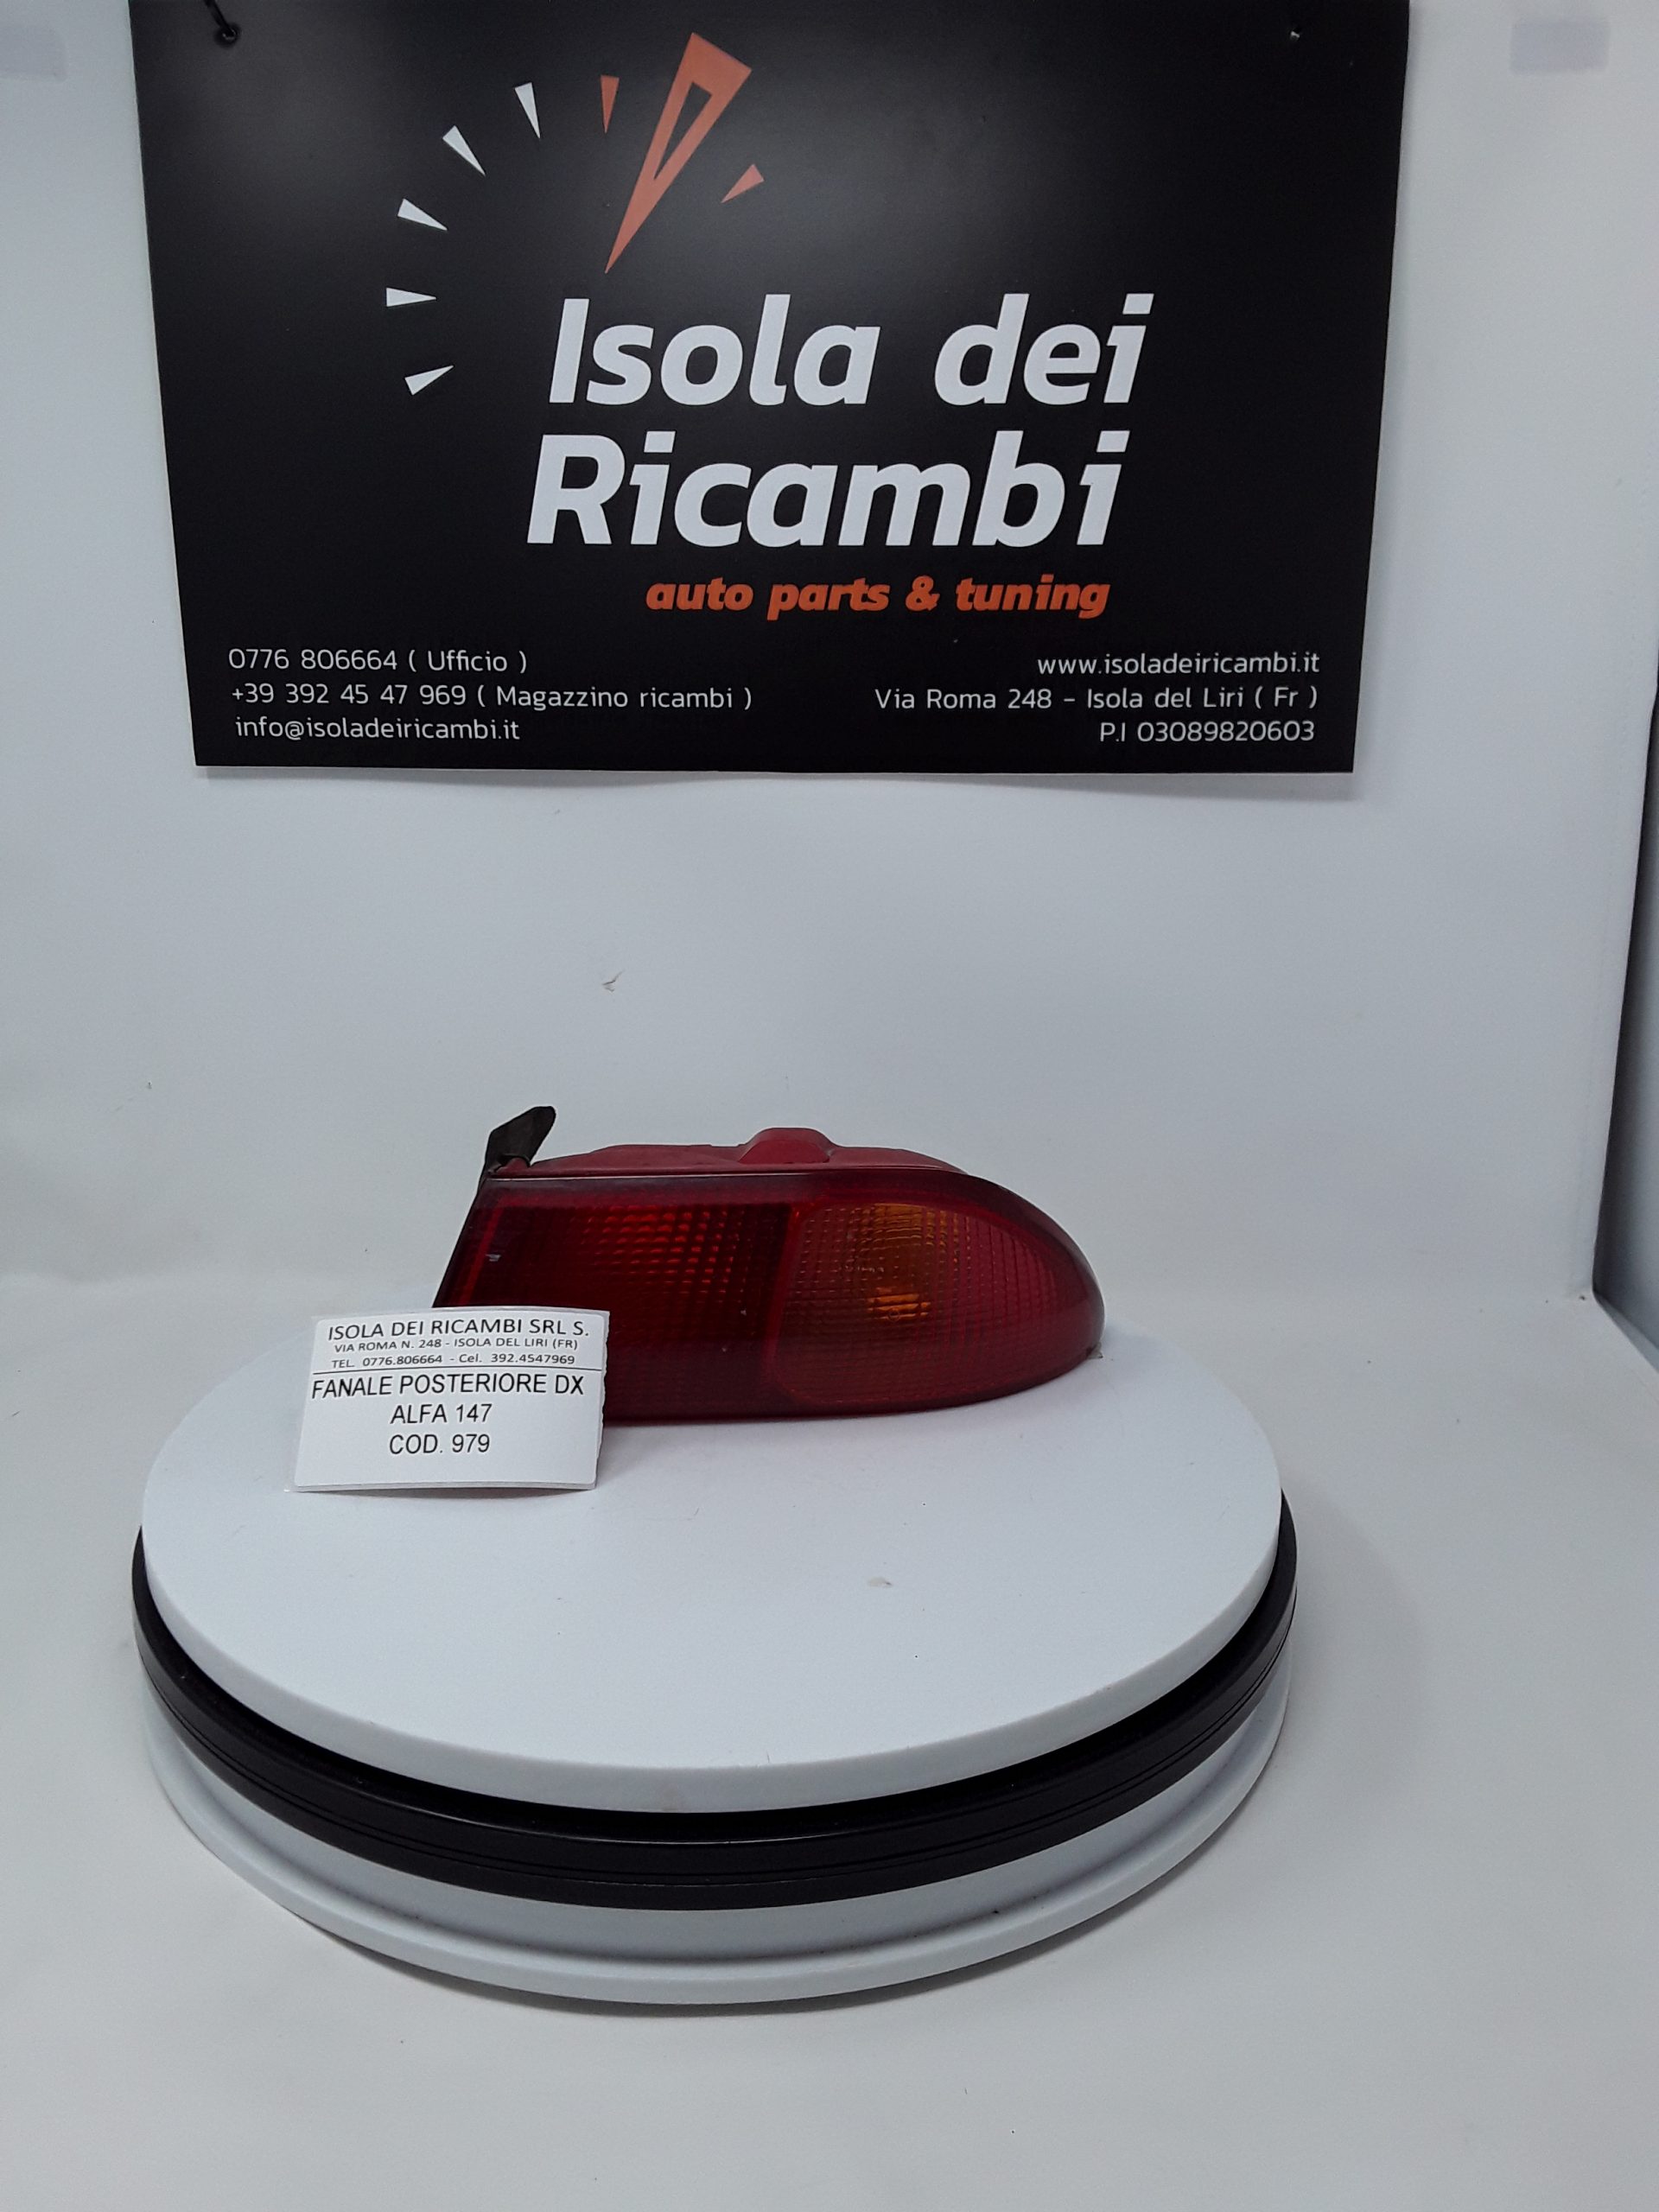 Isola dei
Ricambi
auto parts & tuning
0776 806664 ( Ufficio )
+39 392 45 47 969 ( Magazzino ricambi )
info@isoladeiricambi.it
www.isoladeiricambi.it
Via Roma 248 - Isola del Liri ( Fr )
P.I 03089820603
ISOLA DEI RICAMBI SRL S.
VIA ROMA N. 248 - ISOLA DEL LIRI (FR)
TEL. 0776.806664 - Cel. 392.4547969
FANALE POSTERIORE DX
ALFA 147
COD. 979